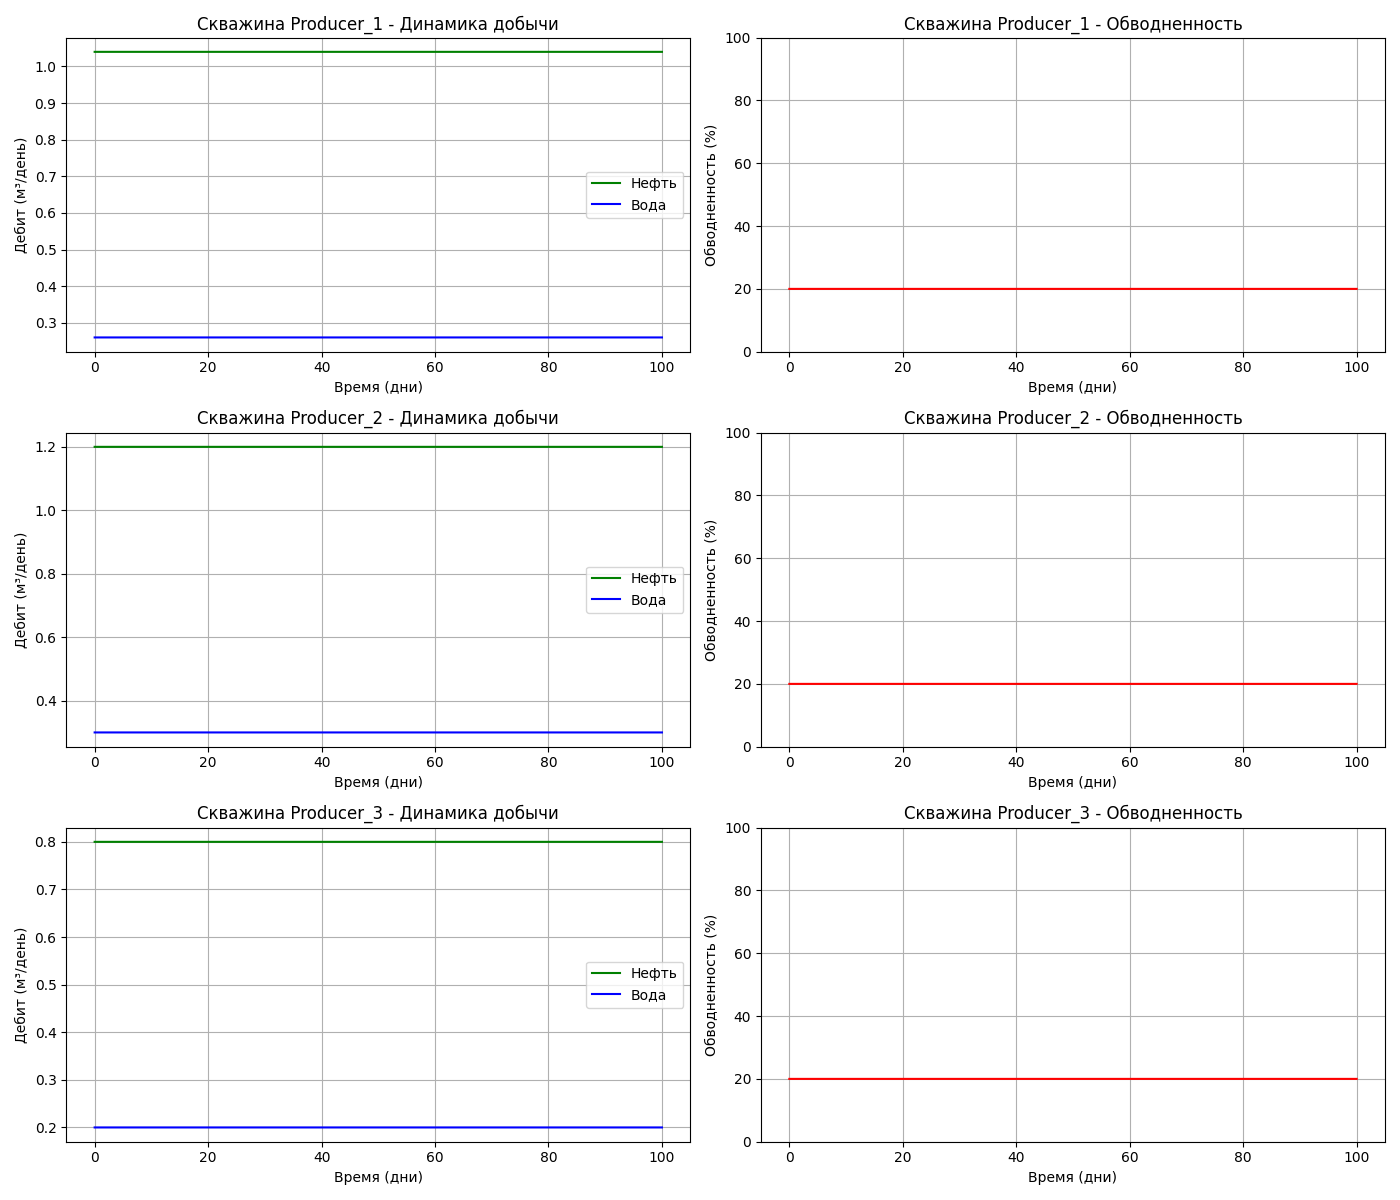 Скважина Producer_1 - Динамика добычи
Дебит (м³/день)
1.0
0.9
0.8
0.7
0.6
0.5
0.4
0.3
Нефть
Вода
0 20 40 60 80 100
Время (дни)
Скважина Producer_1 - Обводненность
Обводненность (%)
100
80
60
40
20
0
0 20 40 60 80 100
Время (дни)
Скважина Producer_2 - Динамика добычи
Дебит (м³/день)
1.2
1.0
0.8
0.6
0.4
Нефть
Вода
0 20 40 60 80 100
Время (дни)
Скважина Producer_2 - Обводненность
Обводненность (%)
100
80
60
40
20
0
0 20 40 60 80 100
Время (дни)
Скважина Producer_3 - Динамика добычи
Дебит (м³/день)
0.8
0.7
0.6
0.5
0.4
0.3
0.2
Нефть
Вода
0 20 40 60 80 100
Время (дни)
Скважина Producer_3 - Обводненность
Обводненность (%)
100
80
60
40
20
0
0 20 40 60 80 100
Время (дни)